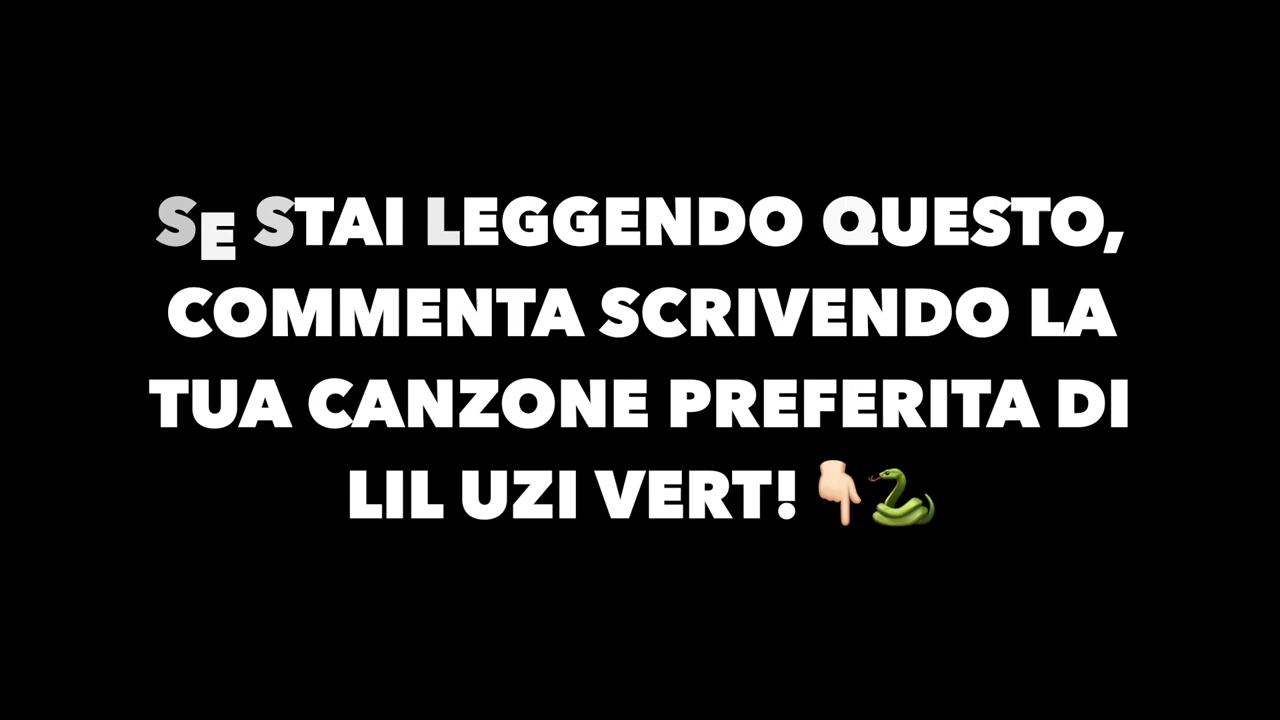 SE STAI LEGGENDO QUESTO,
COMMENTA SCRIVENDO LA
TUA CANZONE PREFERITA DI
LIL UZI VERT! 👇🏻🐍